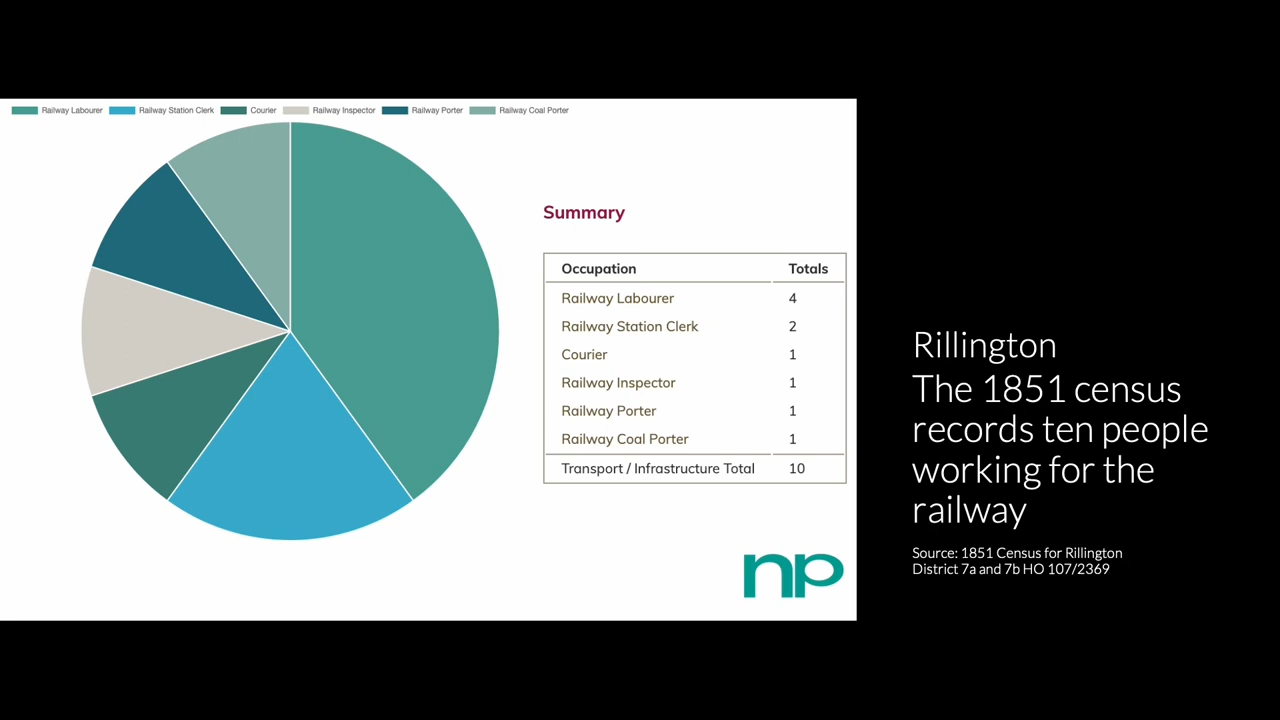 Railway Labourer Railway Station Clerk Courier Railway Inspector Railway Porter Railway Coal Porter
Summary
Occupation Totals
Railway Labourer 4
Railway Station Clerk 2
Courier 1
Railway Inspector 1
Railway Porter 1
Railway Coal Porter 1
Transport / Infrastructure Total 10
np
Rillington
The 1851 census
records ten people
working for the
railway
Source: 1851 Census for Rillington
District 7a and 7b HO 107/2369